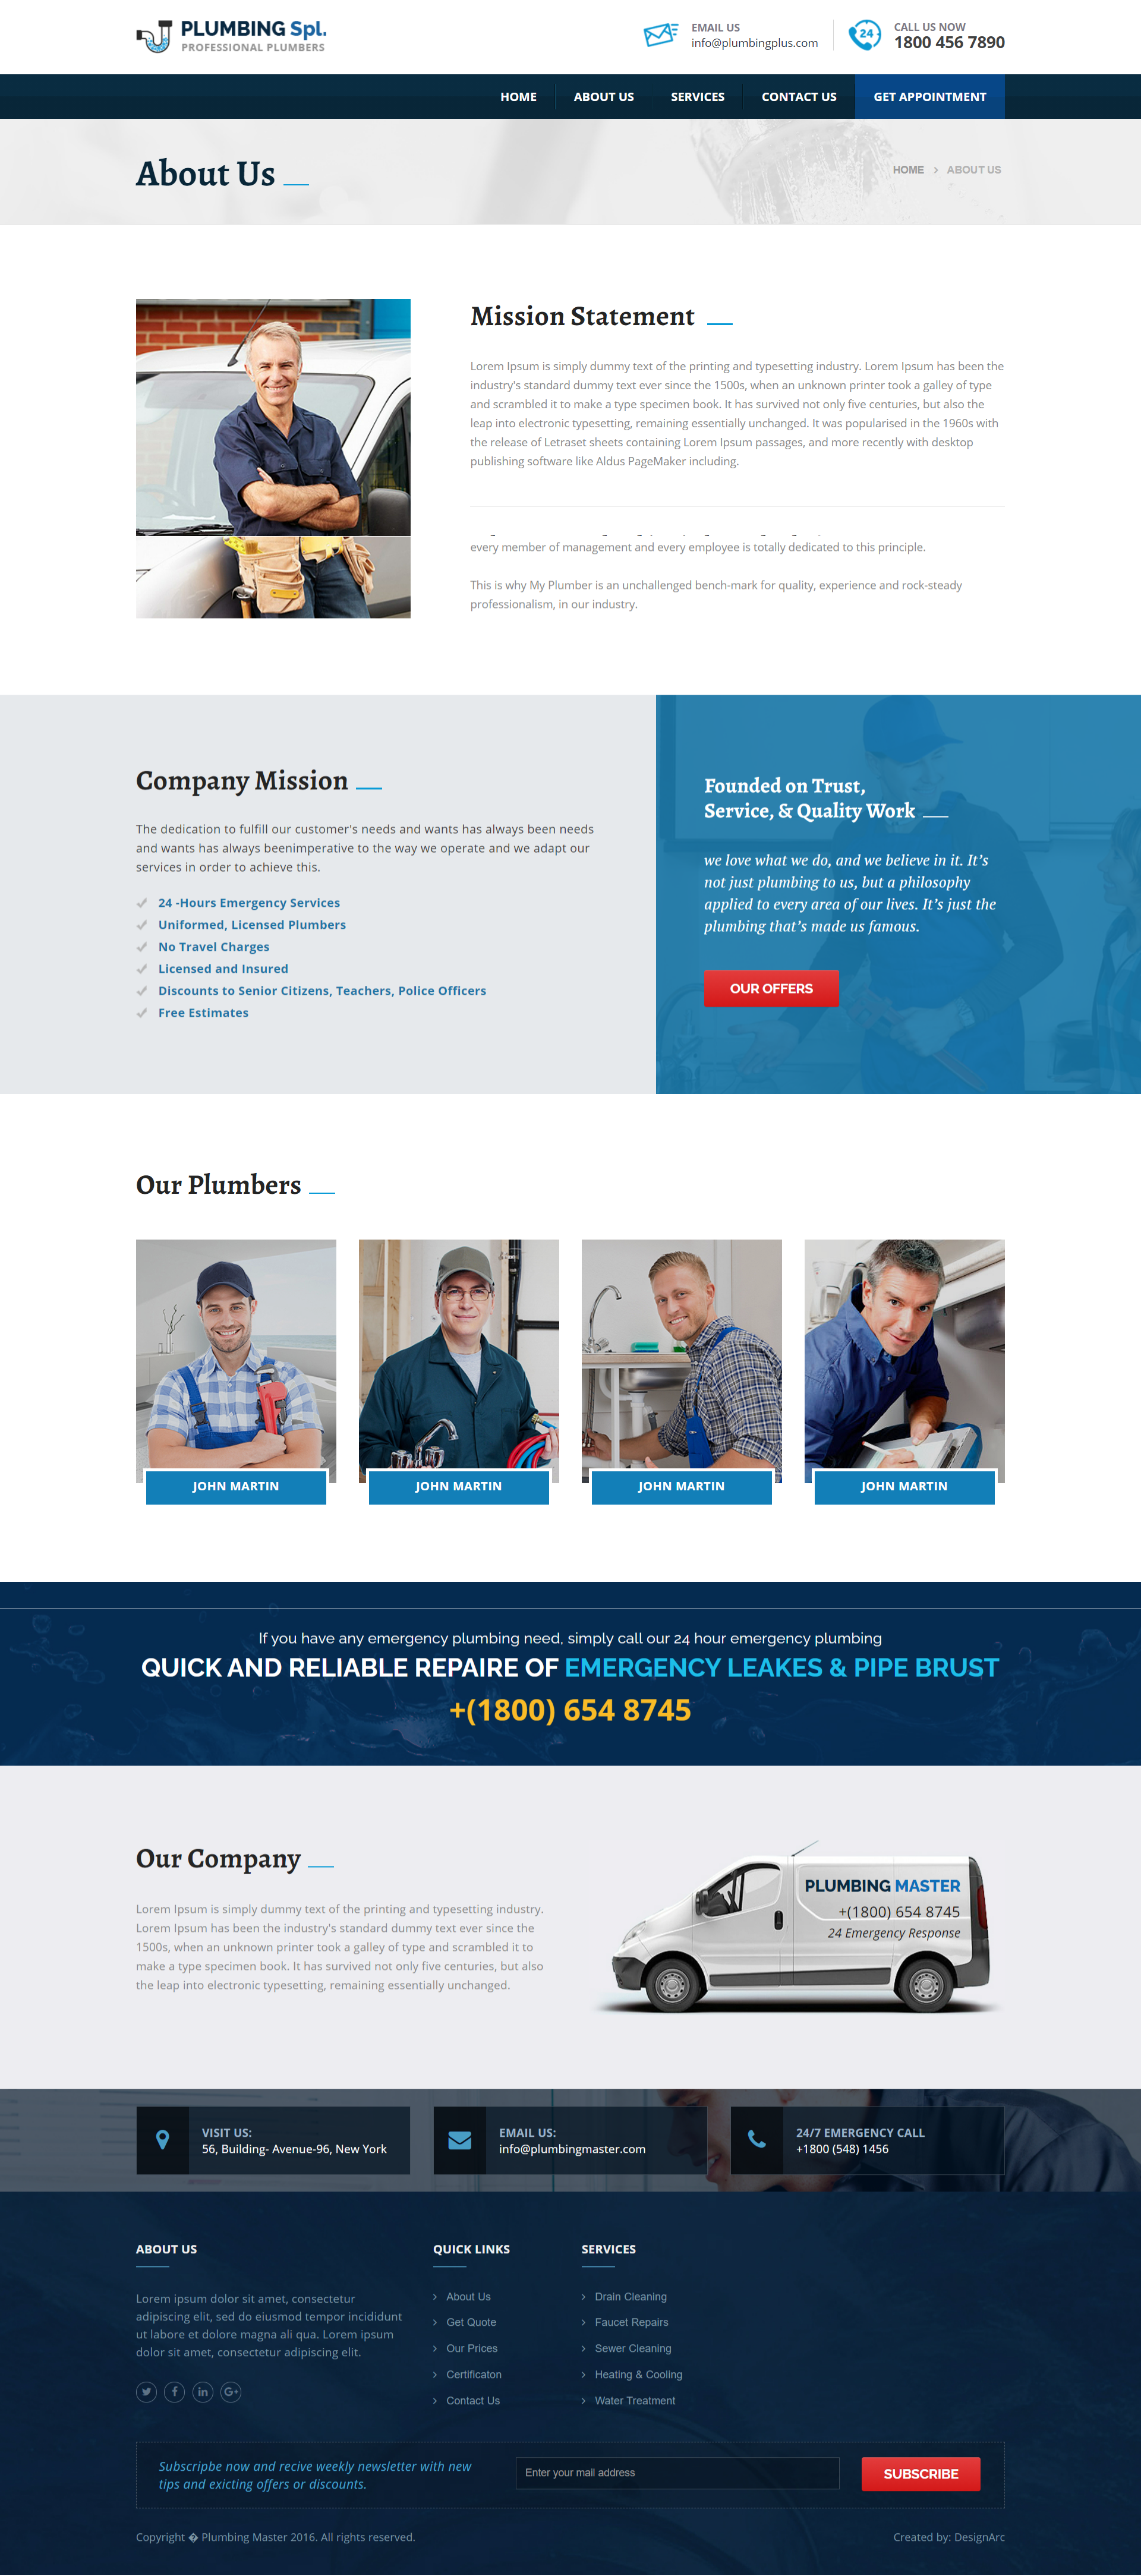 PLUMBING Spl.
PROFESSIONAL PLUMBERS
EMAIL US
info@plumbingplus.com
24
CALL US NOW
1800 456 7890
HOME
ABOUT US
SERVICES
CONTACT US
GET APPOINTMENT
About Us
HOME > ABOUT US
Mission Statement
Lorem Ipsum is simply dummy text of the printing and typesetting industry. Lorem Ipsum has been the
industry's standard dummy text ever since the 1500s, when an unknown printer took a galley of type
and scrambled it to make a type specimen book. It has survived not only five centuries, but also the
leap into electronic typesetting, remaining essentially unchanged. It was popularised in the 1960s with
the release of Letraset sheets containing Lorem Ipsum passages, and more recently with desktop
publishing software like Aldus PageMaker including.
every member of management and every employee is totally dedicated to this principle.
This is why My Plumber is an unchallenged bench-mark for quality, experience and rock-steady
professionalism, in our industry.
Company Mission
The dedication to fulfill our customer's needs and wants has always been needs
and wants has always beenimperative to the way we operate and we adapt our
services in order to achieve this.
24 -Hours Emergency Services
Uniformed, Licensed Plumbers
No Travel Charges
Licensed and Insured
Discounts to Senior Citizens, Teachers, Police Officers
Free Estimates
Founded on Trust,
Service, & Quality Work
we love what we do, and we believe in it. It's
not just plumbing to us, but a philosophy
applied to every area of our lives. It's just the
plumbing that's made us famous.
OUR OFFERS
Our Plumbers
JOHN MARTIN
JOHN MARTIN
JOHN MARTIN
JOHN MARTIN
If you have any emergency plumbing need, simply call our 24 hour emergency plumbing
QUICK AND RELIABLE REPAIRE OF EMERGENCY LEAKES & PIPE BRUST
+(1800) 654 8745
Our Company
Lorem Ipsum is simply dummy text of the printing and typesetting industry.
Lorem Ipsum has been the industry's standard dummy text ever since the
1500s, when an unknown printer took a galley of type and scrambled it to
make a type specimen book. It has survived not only five centuries, but also
the leap into electronic typesetting, remaining essentially unchanged.
PLUMBING MASTER
+(1800) 654 8745
24 Emergency Response
VISIT US:
56, Building- Avenue-96, New York
EMAIL US:
info@plumbingmaster.com
24/7 EMERGENCY CALL
+1800 (548) 1456
ABOUT US
Lorem ipsum dolor sit amet, consectetur
adipiscing elit, sed do eiusmod tempor incididunt
ut labore et dolore magna ali qua. Lorem ipsum
dolor sit amet, consectetur adipiscing elit.
QUICK LINKS
About Us
Get Quote
Our Prices
Certificaton
Contact Us
SERVICES
Drain Cleaning
Faucet Repairs
Sewer Cleaning
Heating & Cooling
Water Treatment
Subscripbe now and recive weekly newsletter with new
tips and exicting offers or discounts.
Enter your mail address
SUBSCRIBE
Copyright � Plumbing Master 2016. All rights reserved.
Created by: DesignArc